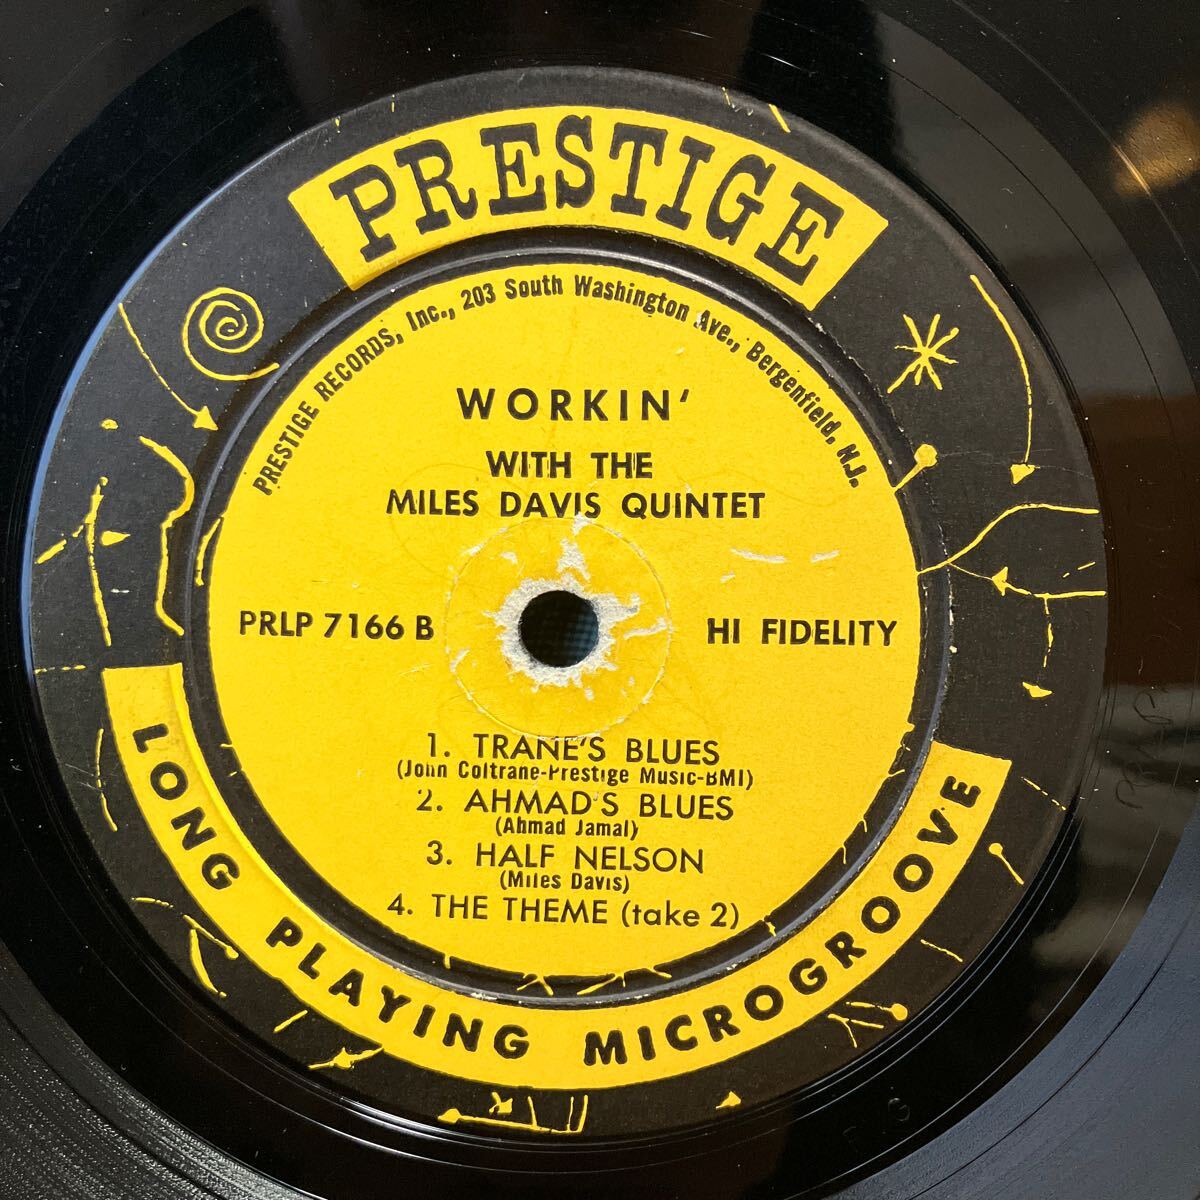 PRESTIGE
PRESTIGE RECORDS, Inc., 203 South Washington Ave., Bergenfield, N.J.
WORKIN'
WITH THE
MILES DAVIS QUINTET
PRLP 7166 B
HI FIDELITY
1. TRANE'S BLUES
(John Coltrane-Prestige Music-BMI)
2. AHMAD'S BLUES
(Ahmad Jamal)
3. HALF NELSON
(Miles Davis)
4. THE THEME (take 2)
LONG PLAYING MICROGROOVE